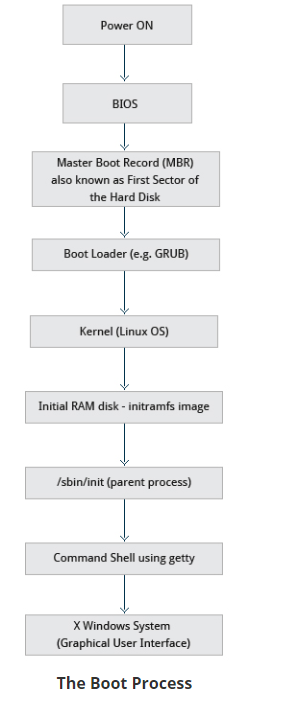 Power ON
BIOS
Master Boot Record (MBR)
also known as First Sector of
the Hard Disk
Boot Loader (e.g. GRUB)
Kernel (Linux OS)
Initial RAM disk - initramfs image
/sbin/init (parent process)
Command Shell using getty
X Windows System
(Graphical User Interface)
The Boot Process